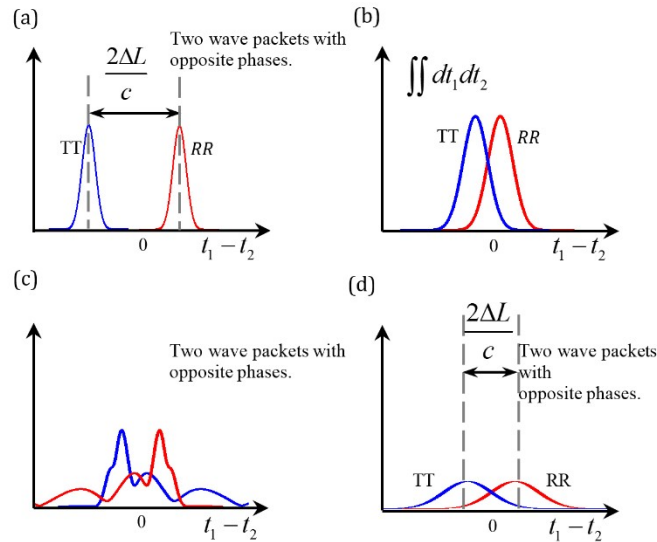 (a)
Two wave packets with
opposite phases.
2ΔL
c
TT
RR
0
t₁ − t₂
(b)
∬ dt₁dt₂
TT
RR
0
t₁ − t₂
(c)
Two wave packets with
opposite phases.
0
t₁ − t₂
(d)
2ΔL
c
Two wave packets
with
opposite phases.
TT
RR
0
t₁ − t₂